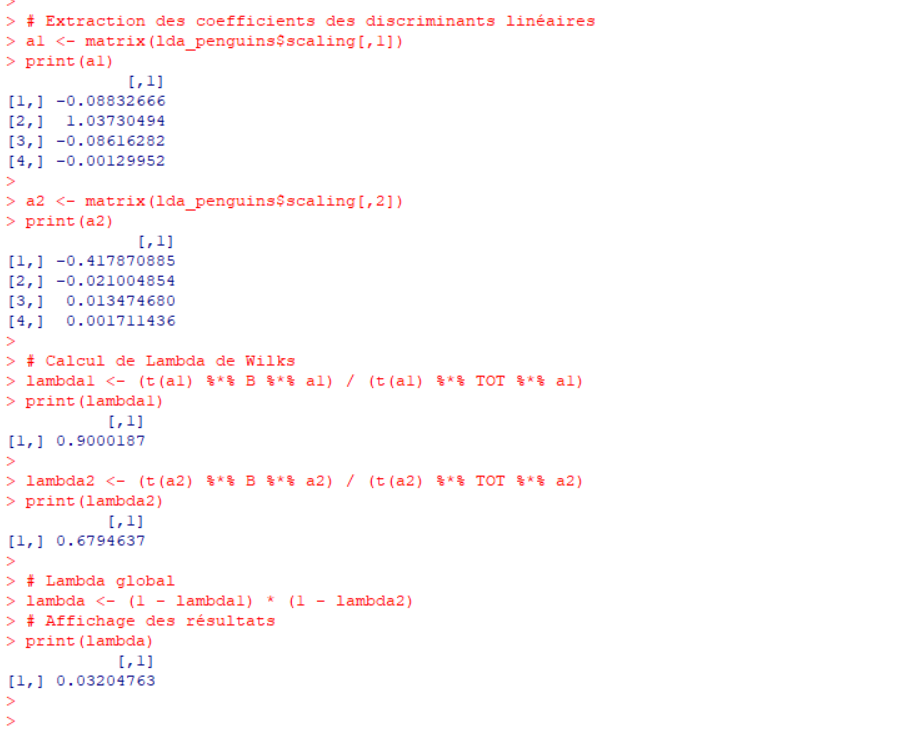 >
> # Extraction des coefficients des discriminants linéaires
> a1 <- matrix(lda_penguins$scaling[,1])
> print(a1)
[,1]
[1,] -0.08832666
[2,] 1.03730494
[3,] -0.08616282
[4,] -0.00129952
>
> a2 <- matrix(lda_penguins$scaling[,2])
> print(a2)
[,1]
[1,] -0.417870885
[2,] -0.021004854
[3,] 0.013474680
[4,] 0.001711436
>
> # Calcul de Lambda de Wilks
> lambda1 <- (t(a1) %*% B %*% a1) / (t(a1) %*% TOT %*% a1)
> print(lambda1)
[,1]
[1,] 0.9000187
>
> lambda2 <- (t(a2) %*% B %*% a2) / (t(a2) %*% TOT %*% a2)
> print(lambda2)
[,1]
[1,] 0.6794637
>
> # Lambda global
> lambda <- (1 - lambda1) * (1 - lambda2)
> # Affichage des résultats
> print(lambda)
[,1]
[1,] 0.03204763
>
>